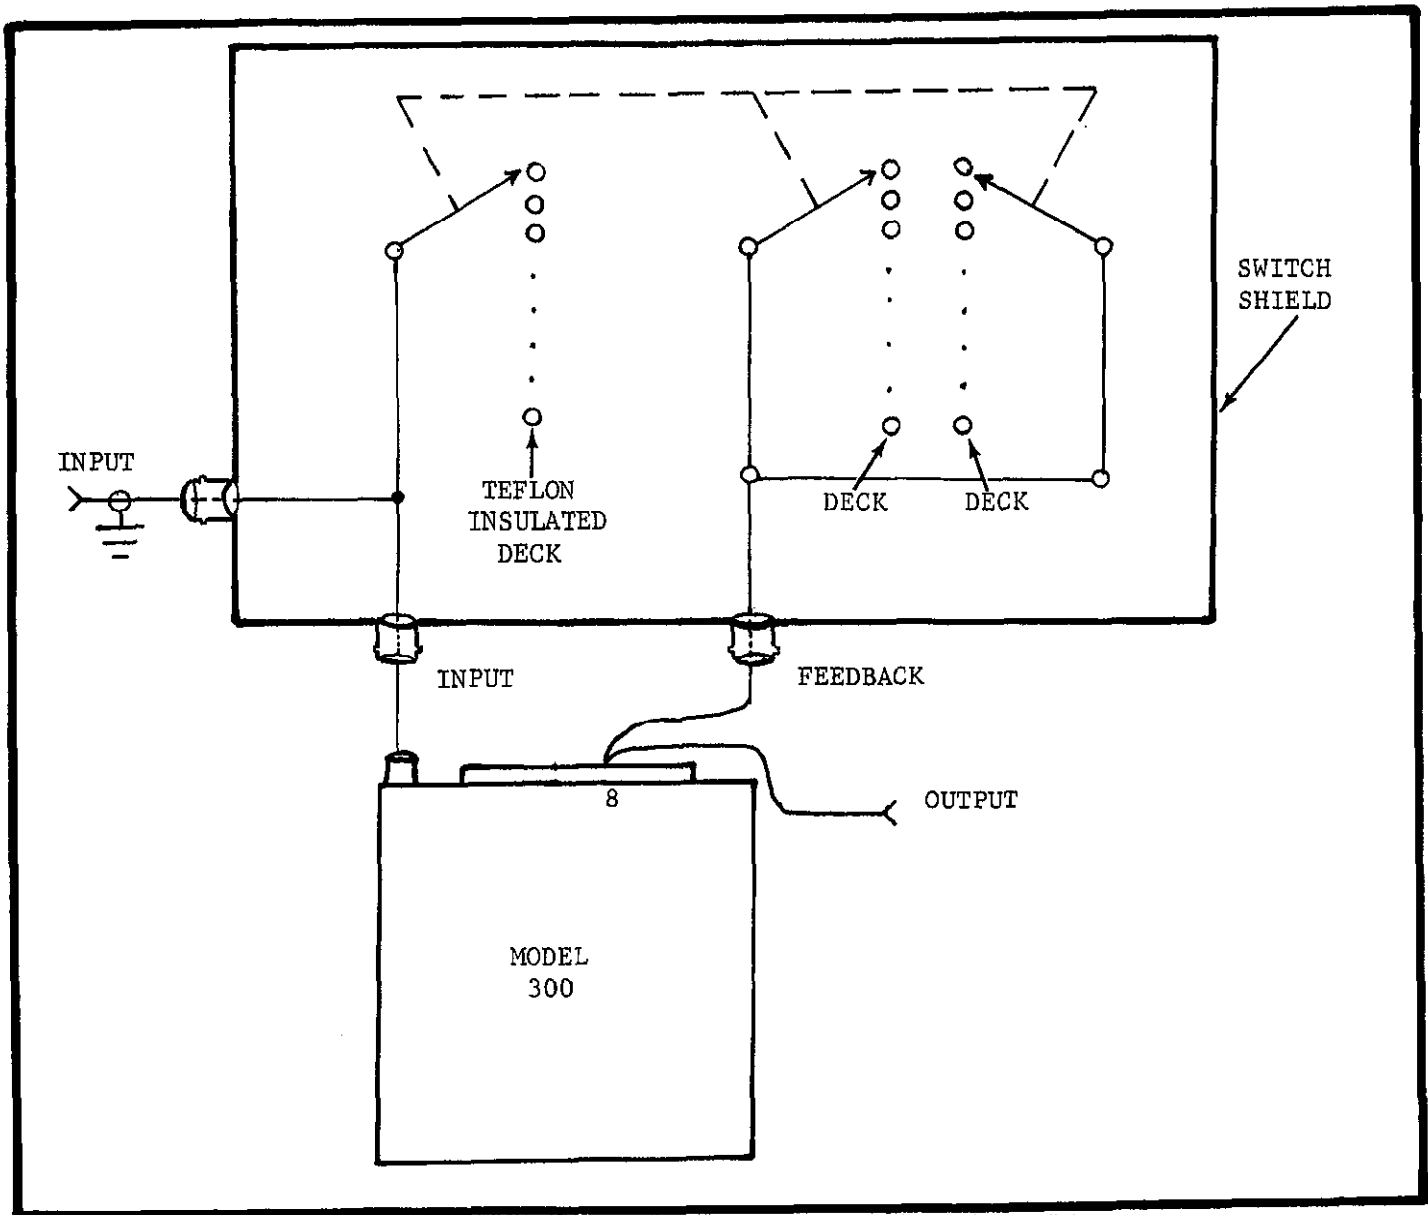 SWITCH
SHIELD
INPUT
TEFLON
INSULATED
DECK
DECK
DECK
INPUT
FEEDBACK
8
OUTPUT
MODEL
300